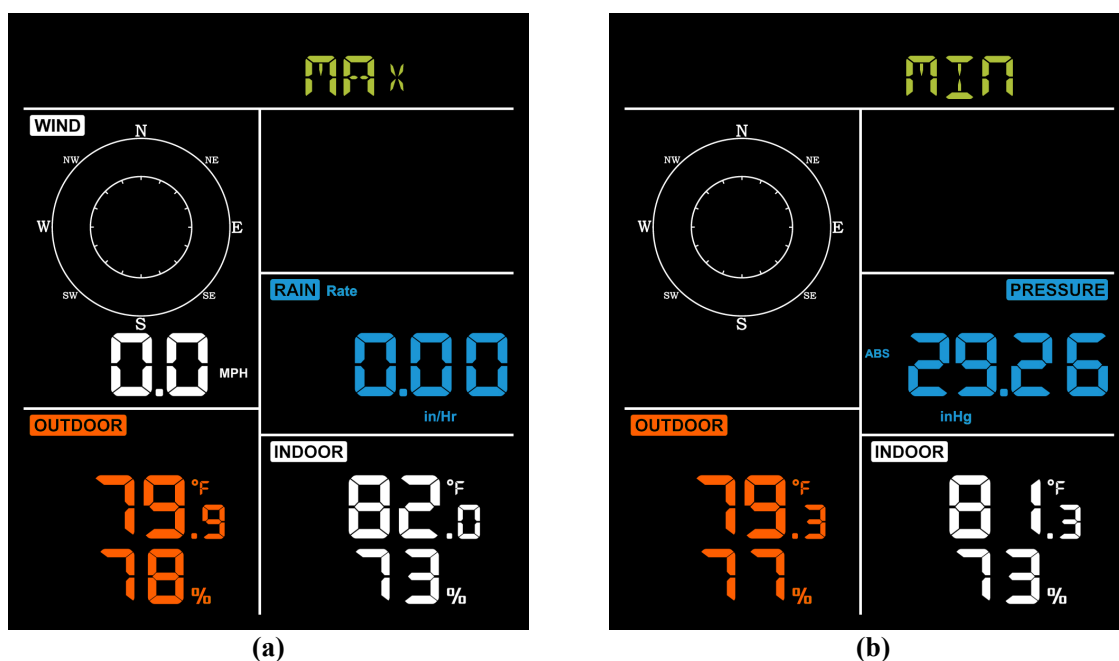 MAX
WIND
N
NW NE
W E
SW SE
S
0.0 MPH
RAIN Rate
0.00
in/Hr
OUTDOOR
79.9 °F
78 %
INDOOR
82.0 °F
73 %
(a)
MIN
N
NW NE
W E
SW SE
S
PRESSURE
ABS 29.26
inHg
OUTDOOR
79.3 °F
77 %
INDOOR
81.3 °F
73 %
(b)